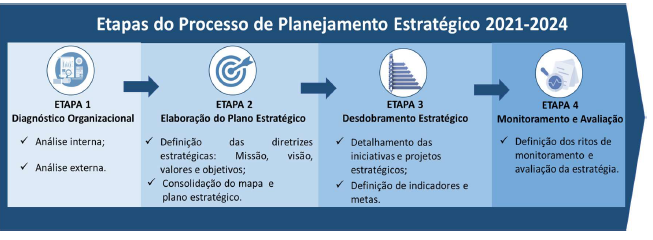 Etapas do Processo de Planejamento Estratégico 2021-2024
ETAPA 1
Diagnóstico Organizacional
✓ Análise interna;
✓ Análise externa.
ETAPA 2
Elaboração do Plano Estratégico
✓ Definição das diretrizes
estratégicas: Missão, visão,
valores e objetivos;
✓ Consolidação do mapa e
plano estratégico.
ETAPA 3
Desdobramento Estratégico
✓ Detalhamento das
iniciativas e projetos
estratégicos;
✓ Definição de indicadores e
metas.
ETAPA 4
Monitoramento e Avaliação
✓ Definição dos ritos de
monitoramento e
avaliação da estratégia.